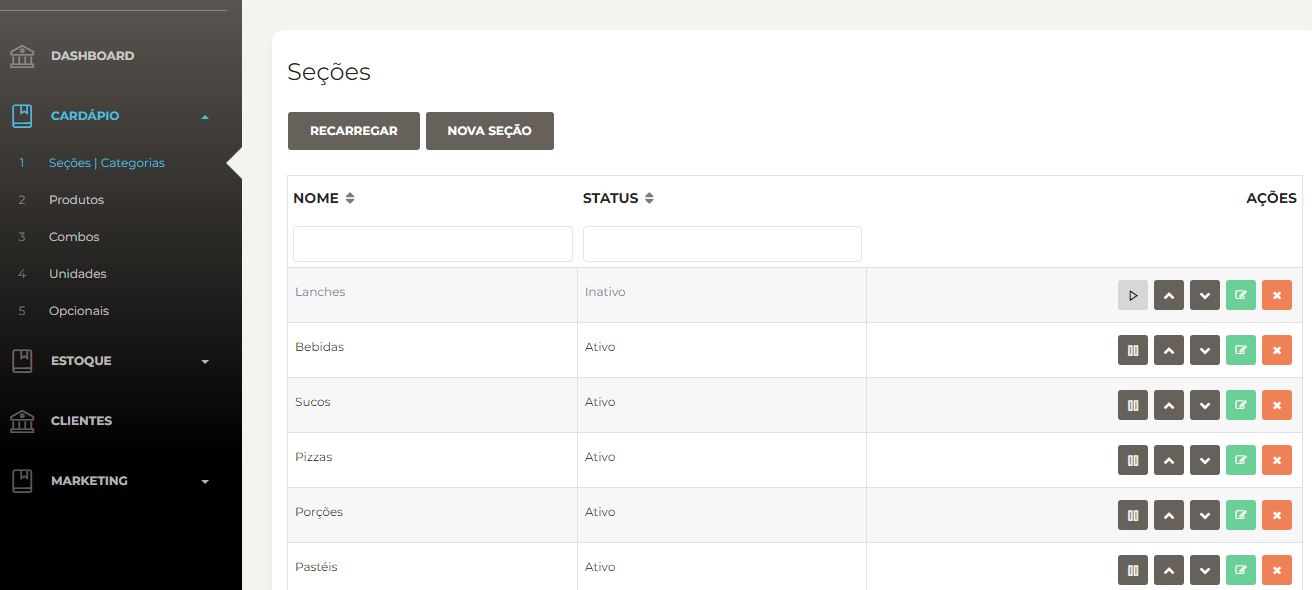 DASHBOARD
CARDÁPIO
1 Seções | Categorias
2 Produtos
3 Combos
4 Unidades
5 Opcionais
ESTOQUE
CLIENTES
MARKETING
Seções
RECARREGAR NOVA SEÇÃO
NOME STATUS AÇÕES
Lanches Inativo
Bebidas Ativo
Sucos Ativo
Pizzas Ativo
Porções Ativo
Pastéis Ativo